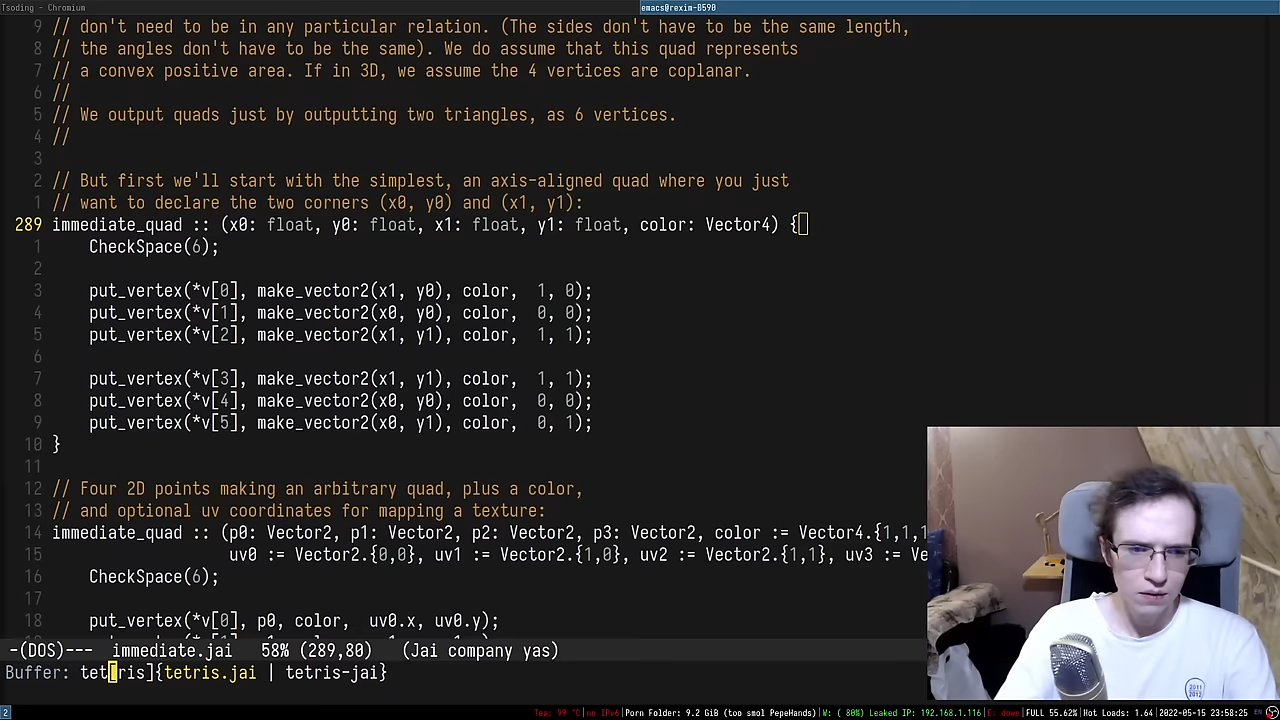 Tsoding - Chromium
emacs@rexim-B590
9 // don't need to be in any particular relation. (The sides don't have to be the same length,
8 // the angles don't have to be the same). We do assume that this quad represents
7 // a convex positive area. If in 3D, we assume the 4 vertices are coplanar.
6 //
5 // We output quads just by outputting two triangles, as 6 vertices.
4 //
3
2 // But first we'll start with the simplest, an axis-aligned quad where you just
1 // want to declare the two corners (x0, y0) and (x1, y1):
289 immediate_quad :: (x0: float, y0: float, x1: float, y1: float, color: Vector4) {
1 CheckSpace(6);
2
3 put_vertex(*v[0], make_vector2(x1, y0), color,  1, 0);
4 put_vertex(*v[1], make_vector2(x0, y0), color,  0, 0);
5 put_vertex(*v[2], make_vector2(x1, y1), color,  1, 1);
6
7 put_vertex(*v[3], make_vector2(x1, y1), color,  1, 1);
8 put_vertex(*v[4], make_vector2(x0, y0), color,  0, 0);
9 put_vertex(*v[5], make_vector2(x0, y1), color,  0, 1);
10 }
11
12 // Four 2D points making an arbitrary quad, plus a color,
13 // and optional uv coordinates for mapping a texture:
14 immediate_quad :: (p0: Vector2, p1: Vector2, p2: Vector2, p3: Vector2, color := Vector4.{1,1,1
15 uv0 := Vector2.{0,0}, uv1 := Vector2.{1,0}, uv2 := Vector2.{1,1}, uv3 := Ve
16 CheckSpace(6);
17
18 put_vertex(*v[0], p0, color,  uv0.x, uv0.y);
-(DOS)--- immediate.jai 58% (289,80) (Jai company yas)
Buffer: tet[ris]{tetris.jai | tetris-jai}
2 Tea: 99 °C|no IPv6|Porn Folder: 9.2 GiB (too smol PepeHands)|W: ( 80%) Leaked IP: 192.168.1.116|E: down|FULL 55.62%|Hot Loads: 1.64|2022-05-15 23:58:25 EN